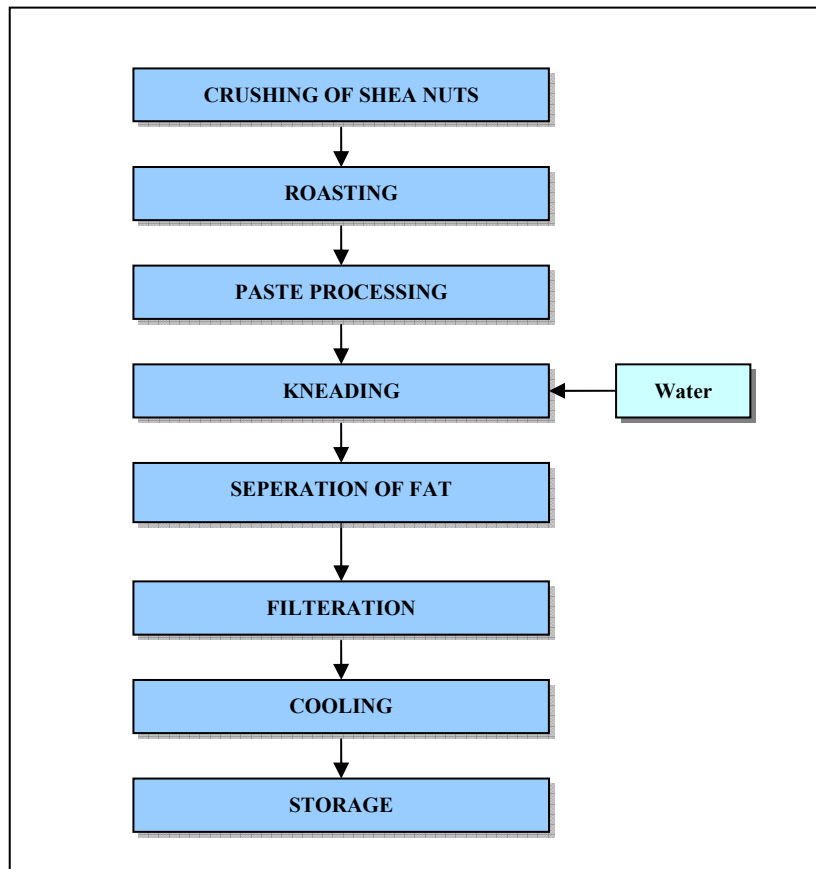 CRUSHING OF SHEA NUTS
ROASTING
PASTE PROCESSING
KNEADING
Water
SEPERATION OF FAT
FILTERATION
COOLING
STORAGE